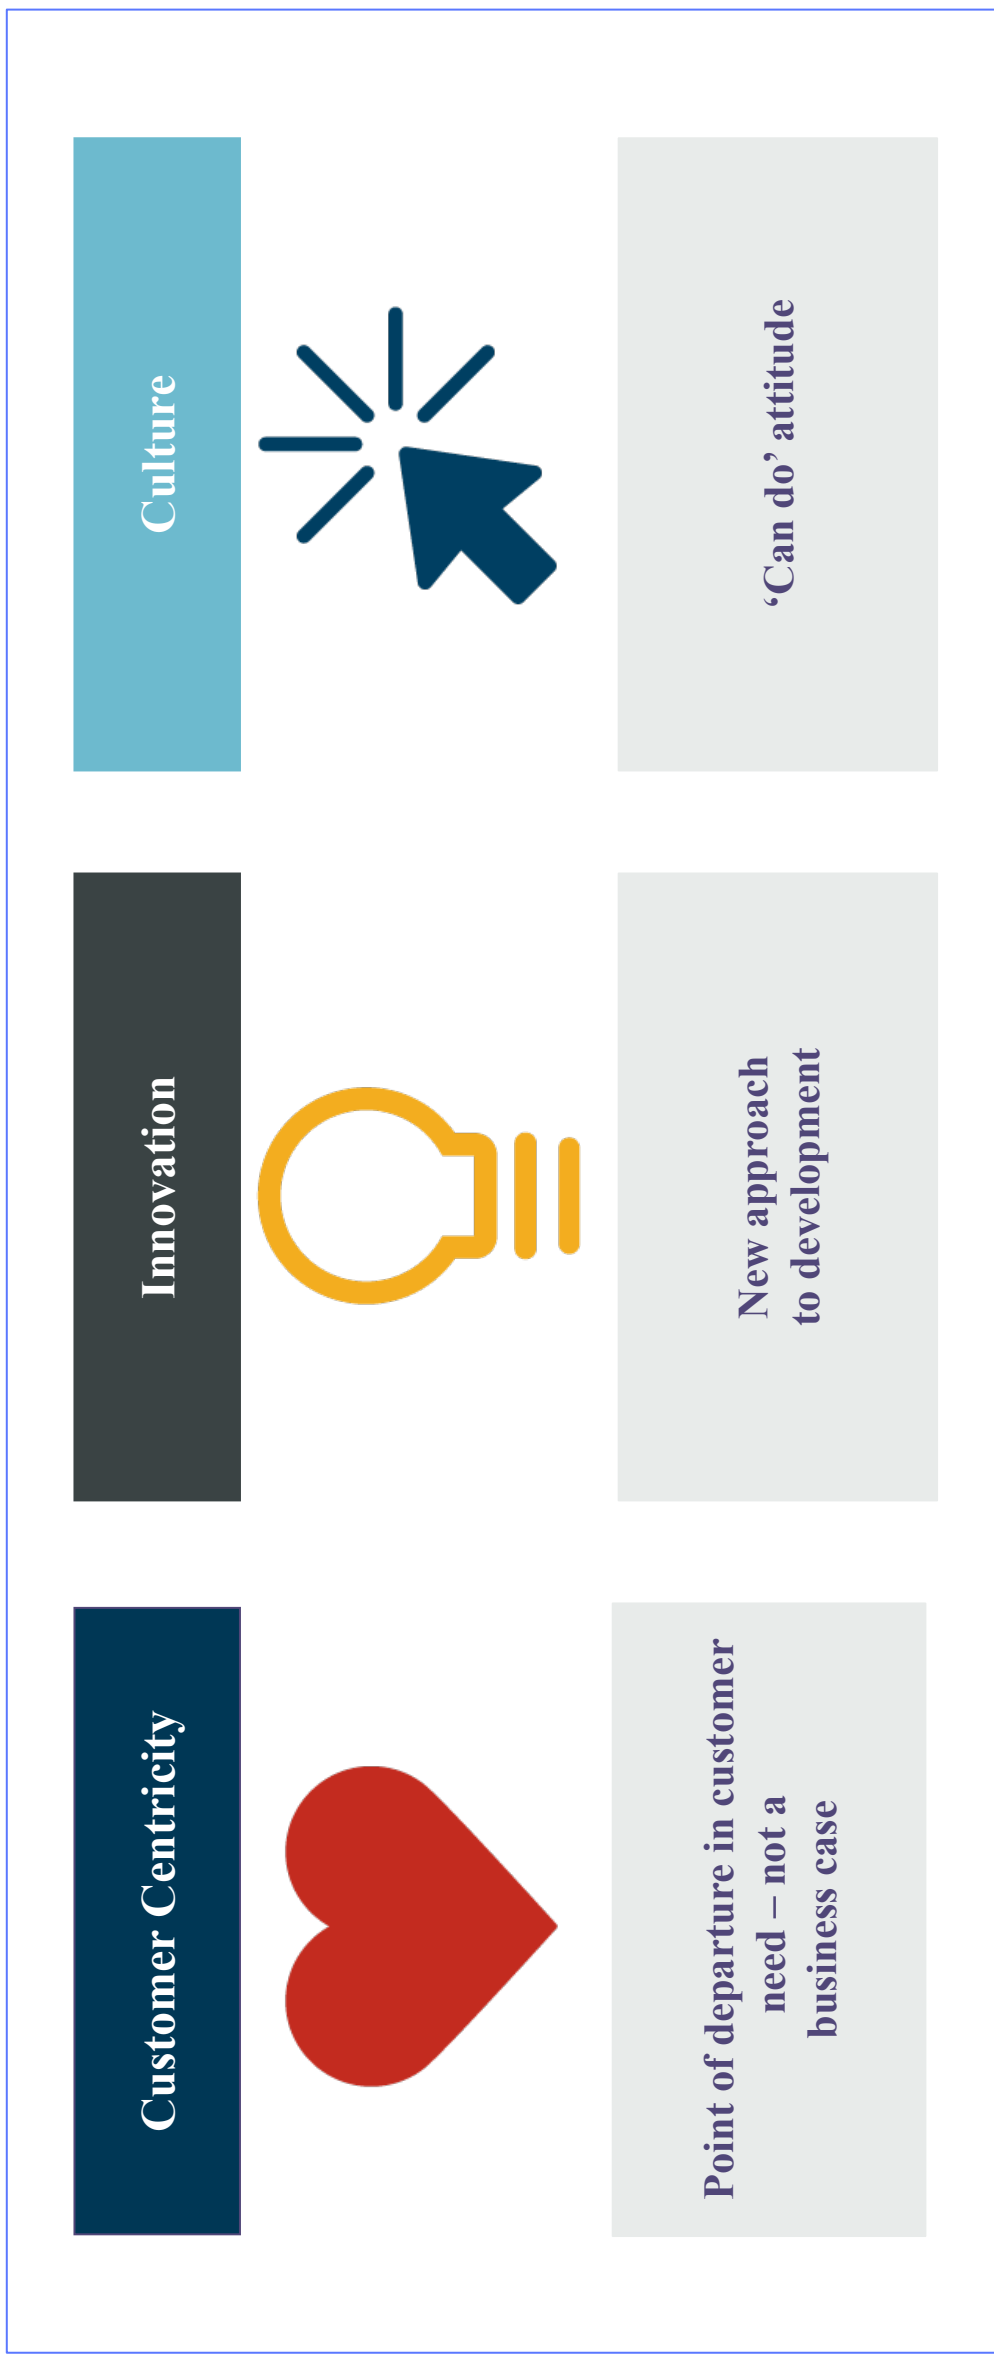 Customer Centricity
Point of departure in customer
need – not a
business case
Innovation
New approach
to development
Culture
‘Can do’ attitude